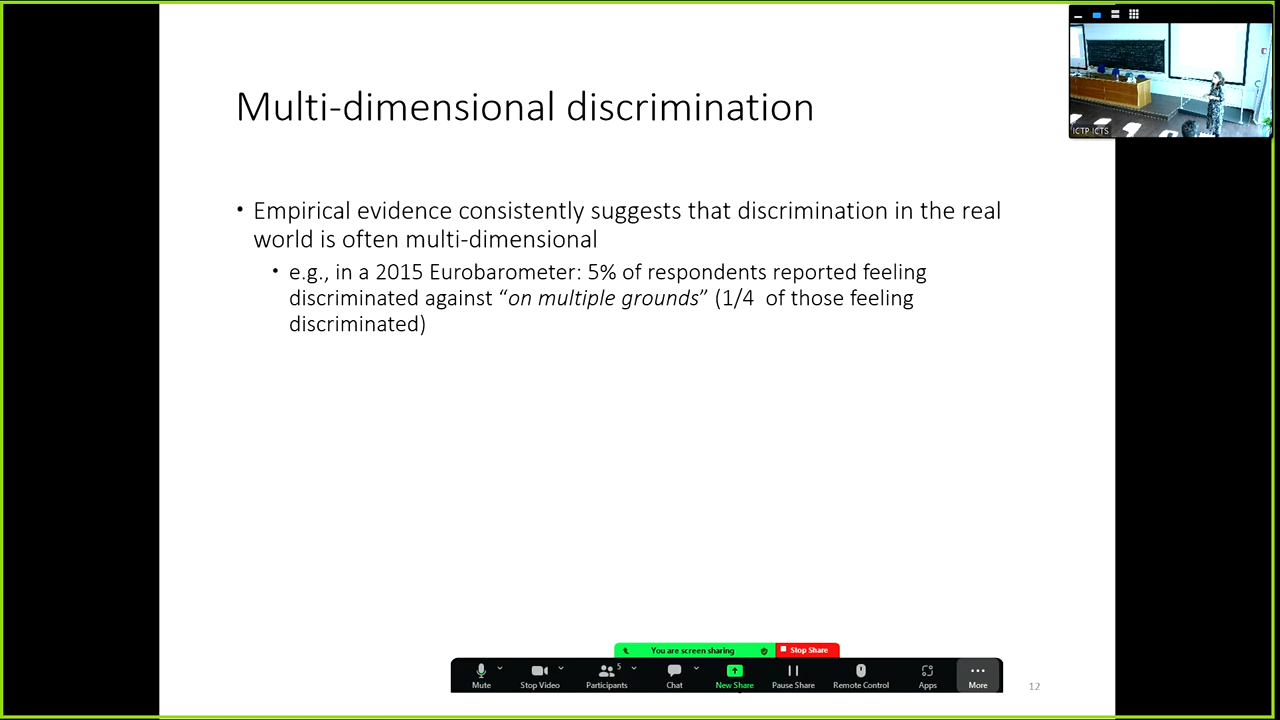 Multi-dimensional discrimination
• Empirical evidence consistently suggests that discrimination in the real
world is often multi-dimensional
• e.g., in a 2015 Eurobarometer: 5% of respondents reported feeling
discriminated against “on multiple grounds” (1/4 of those feeling
discriminated)
ICTP ICTS
You are screen sharing
Stop Share
Mute
Stop Video
Participants 5
Chat
New Share
Pause Share
Remote Control
Apps
More
12